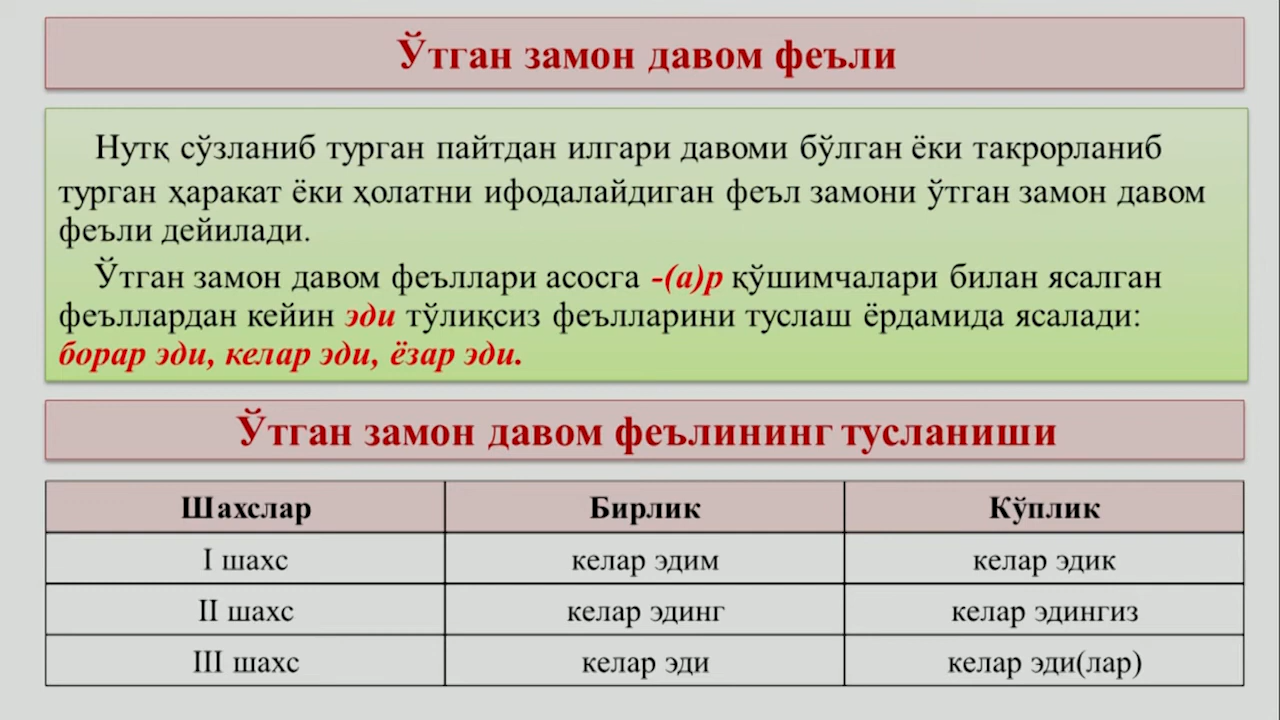 Ўтган замон давом феъли
Нутқ сўзланиб турган пайтдан илгари давоми бўлган ёки такрорланиб
турган ҳаракат ёки ҳолатни ифодалайдиган феъл замони ўтган замон давом
феъли дейилади.
Ўтган замон давом феъллари асосга -(а)р қўшимчалари билан ясалган
феъллардан кейин эди тўлиқсиз феълларини туслаш ёрдамида ясалади:
борар эди, келар эди, ёзар эди.
Ўтган замон давом феълининг тусланиши
Шахслар Бирлик Кўплик
I шахс келар эдим келар эдик
II шахс келар эдинг келар эдингиз
III шахс келар эди келар эди(лар)